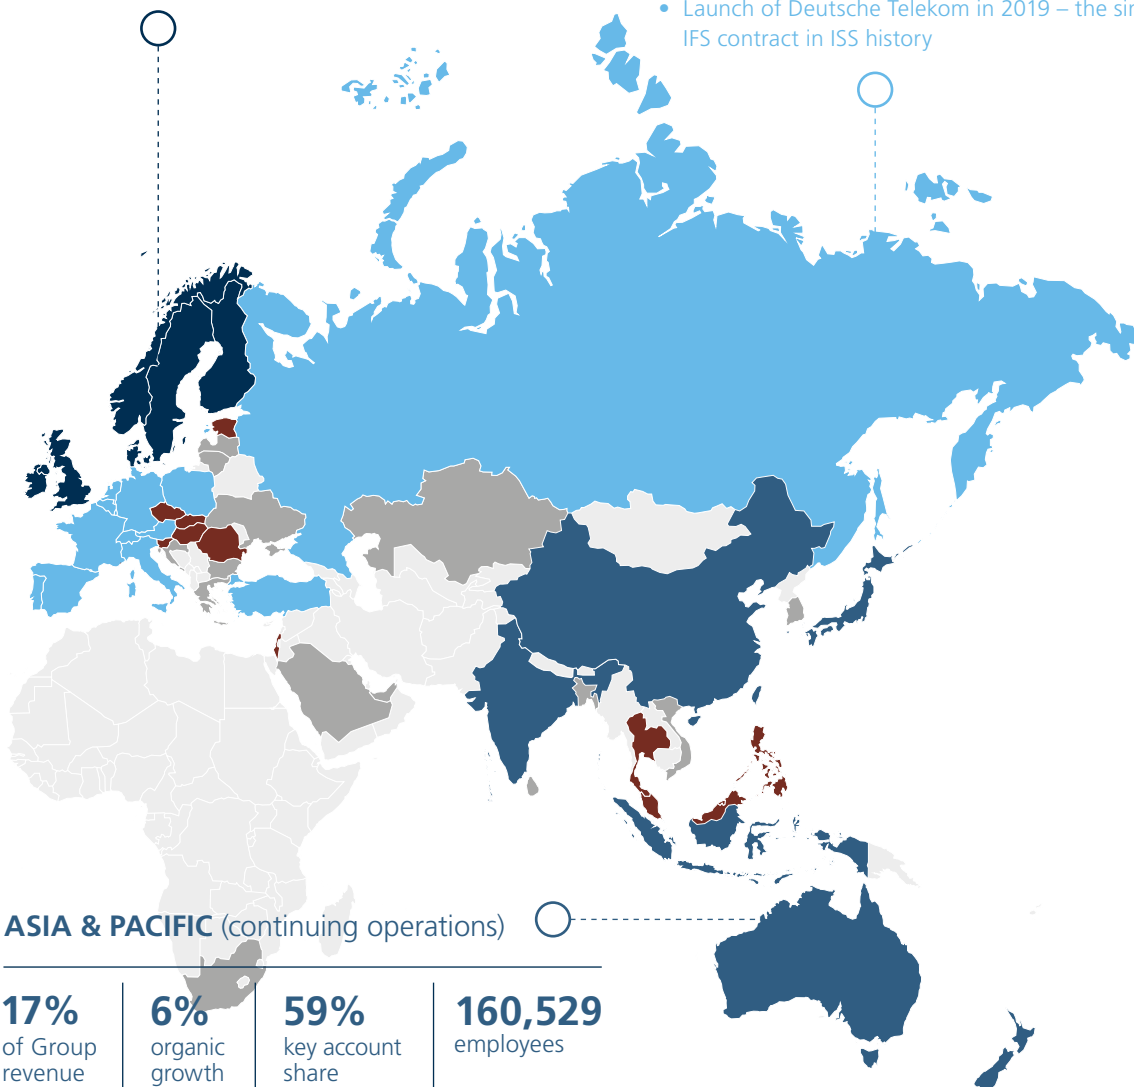 • Launch of Deutsche Telekom in 2019 – the
IFS contract in ISS history
ASIA & PACIFIC (continuing operations)
17%
of Group
revenue
6%
organic
growth
59%
key account
share
160,529
employees